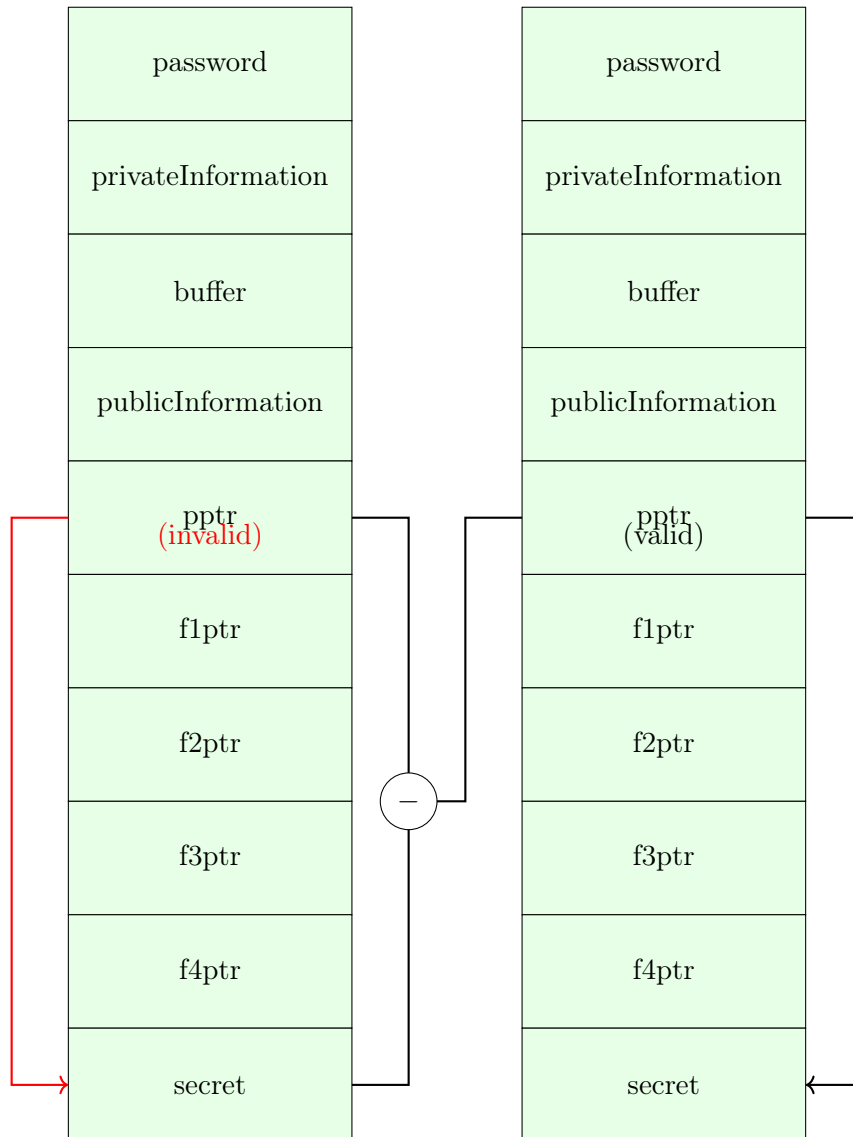 password
privateInformation
buffer
publicInformation
pptr
(invalid)
f1ptr
f2ptr
f3ptr
f4ptr
secret
−
password
privateInformation
buffer
publicInformation
pptr
(valid)
f1ptr
f2ptr
f3ptr
f4ptr
secret